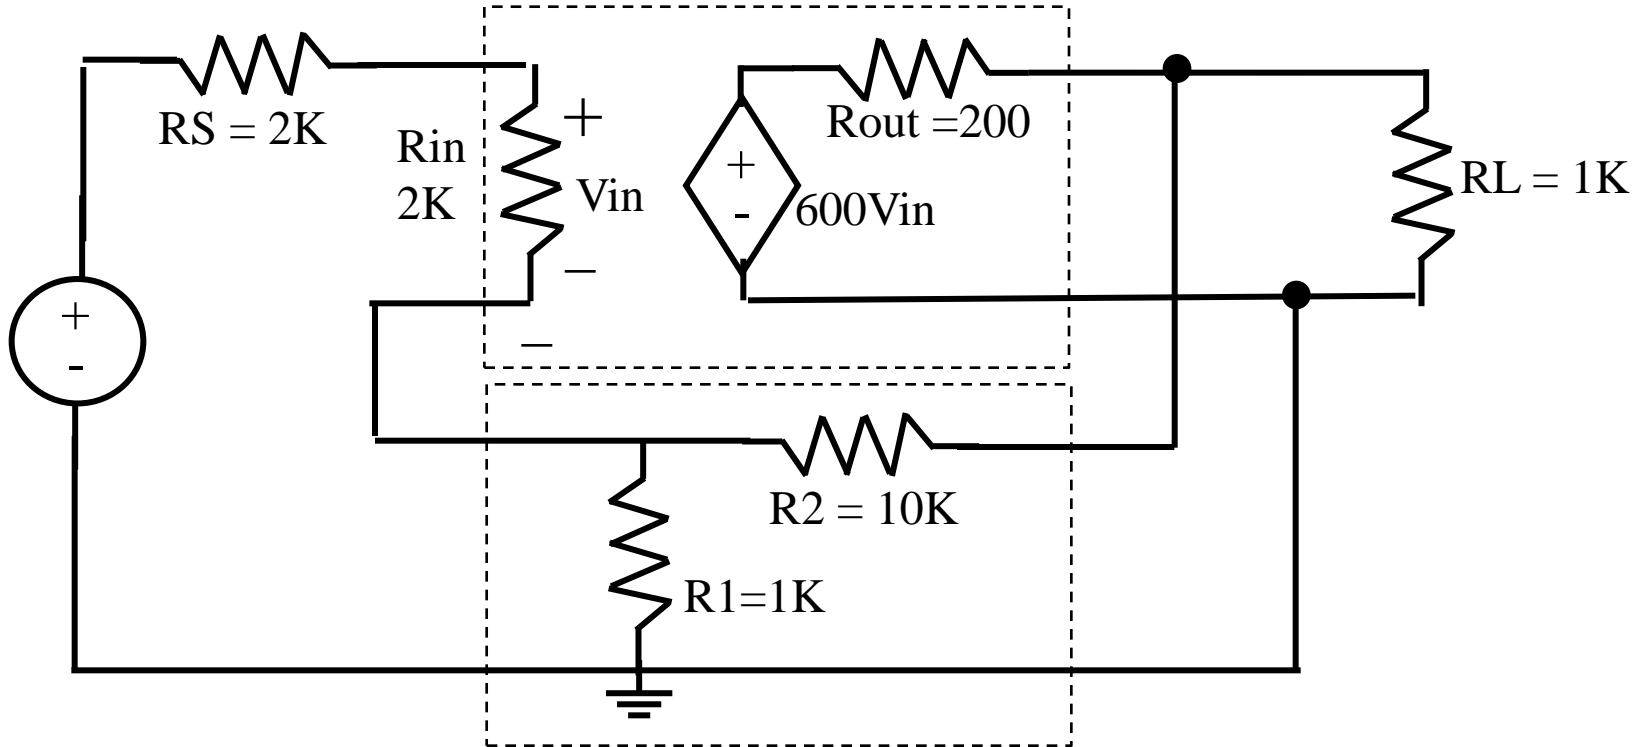 RS = 2K
Rin
2K
+
Vin
–
–
+
-
600Vin
Rout =200
RL = 1K
+
-
R2 = 10K
R1=1K